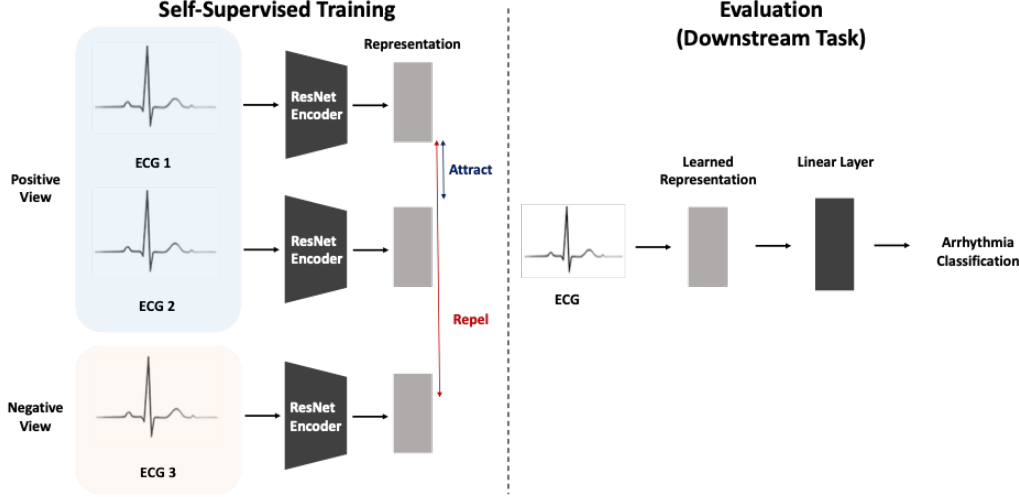 Self-Supervised Training
Representation
ResNet
Encoder
ECG 1
Positive
View
Attract
ResNet
Encoder
ECG 2
Repel
Negative
View
ResNet
Encoder
ECG 3
Evaluation
(Downstream Task)
Learned
Representation
Linear Layer
ECG
Arrhythmia
Classification